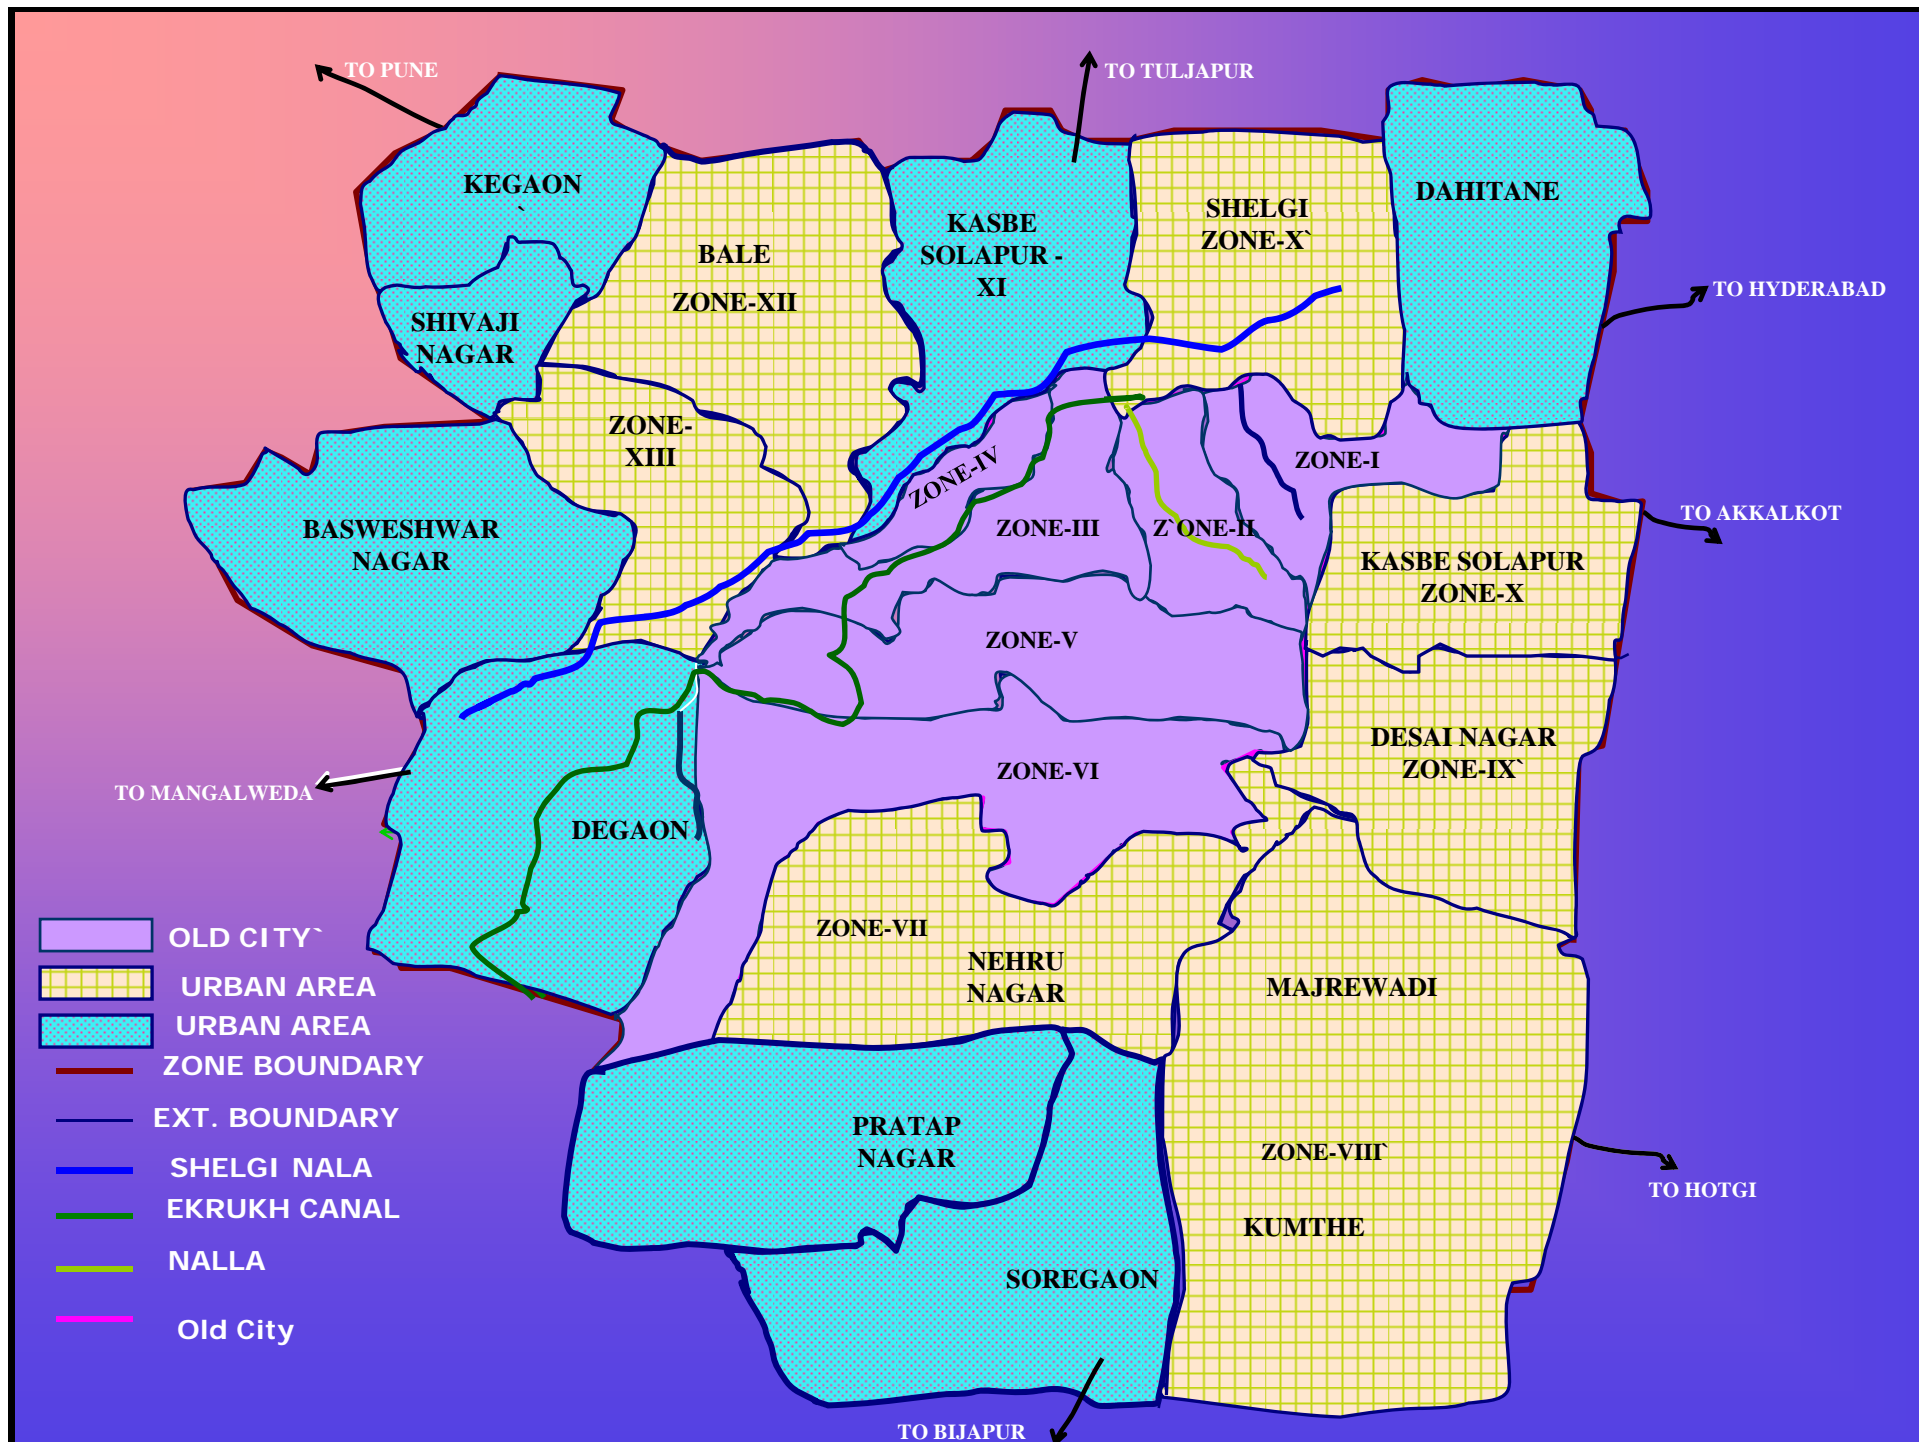 TO PUNE
TO TULJAPUR
KEGAON
`
DAHITANE
SHELGI
ZONE-X`
KASBE
SOLAPUR -
XI
BALE
ZONE-XII
TO HYDERABAD
SHIVAJI
NAGAR
ZONE-
XIII
ZONE-IV
ZONE-I
BASWESHWAR
NAGAR
ZONE-III
Z`ONE-II
TO AKKALKOT
KASBE SOLAPUR
ZONE-X
ZONE-V
DESAI NAGAR
ZONE-IX`
ZONE-VI
TO MANGALWEDA
DEGAON
ZONE-VII
NEHRU
NAGAR
MAJREWADI
OLD CITY`
URBAN AREA
URBAN AREA
ZONE BOUNDARY
EXT. BOUNDARY
SHELGI NALA
EKRUKH CANAL
NALLA
Old City
PRATAP
NAGAR
ZONE-VIII`
KUMTHE
TO HOTGI
SOREGAON
TO BIJAPUR